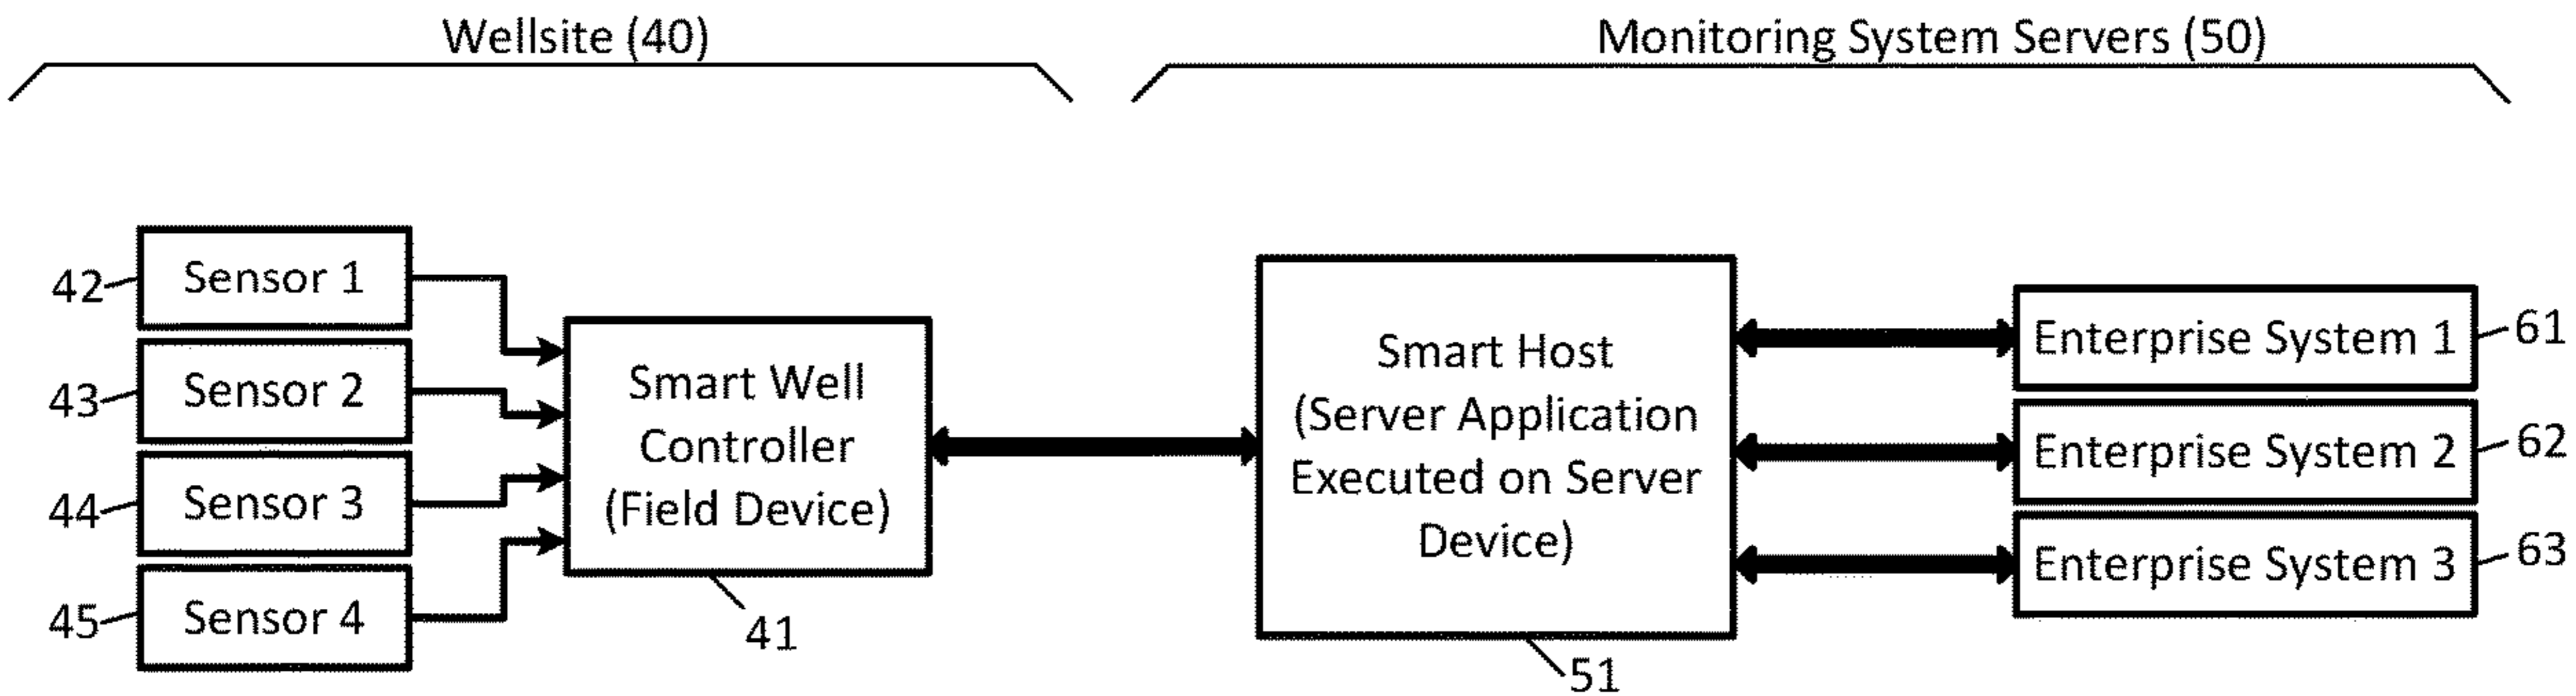 Wellsite (40)
Monitoring System Servers (50)
42
Sensor 1
43
Sensor 2
44
Sensor 3
45
Sensor 4
Smart Well
Controller
(Field Device)
41
Smart Host
(Server Application
Executed on Server
Device)
51
Enterprise System 1
61
Enterprise System 2
62
Enterprise System 3
63